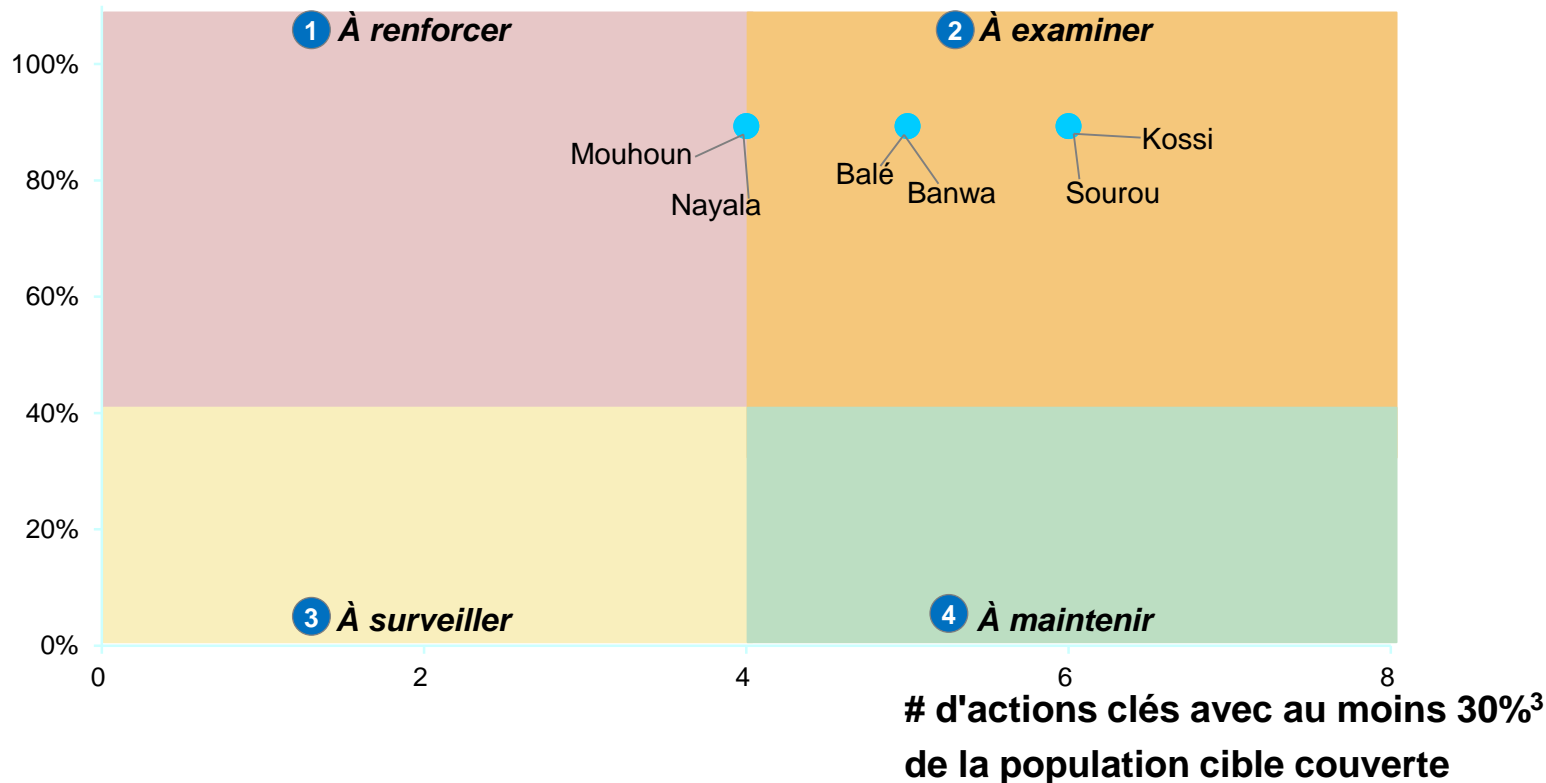 1 À renforcer
2 À examiner
100%
Mouhoun
Kossi
80%
Balé
Nayala
Banwa
Sourou
60%
40%
20%
3 À surveiller
4 À maintenir
0%
0
2
4
6
8
# d'actions clés avec au moins 30%³
de la population cible couverte